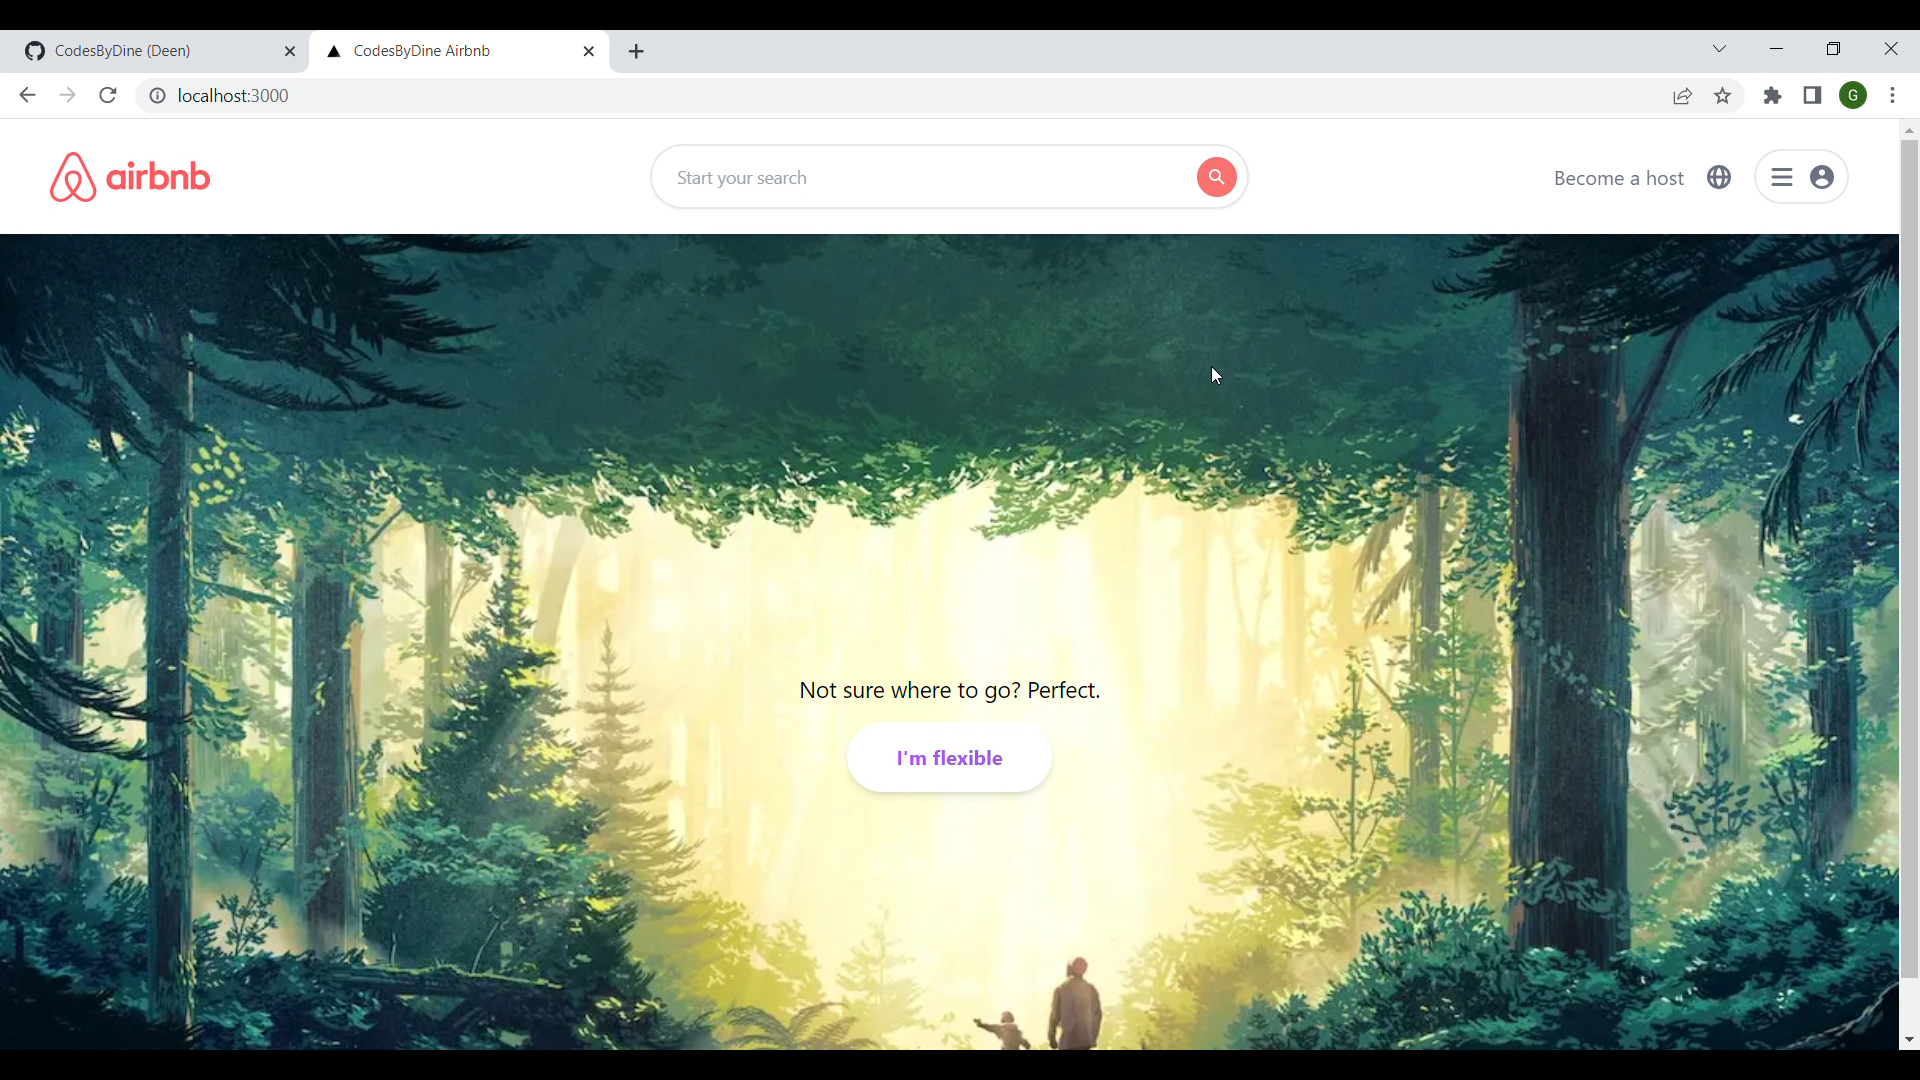 CodesByDine (Deen)
CodesByDine Airbnb
localhost:3000
G
airbnb
Start your search
Become a host
Not sure where to go? Perfect.
I'm flexible